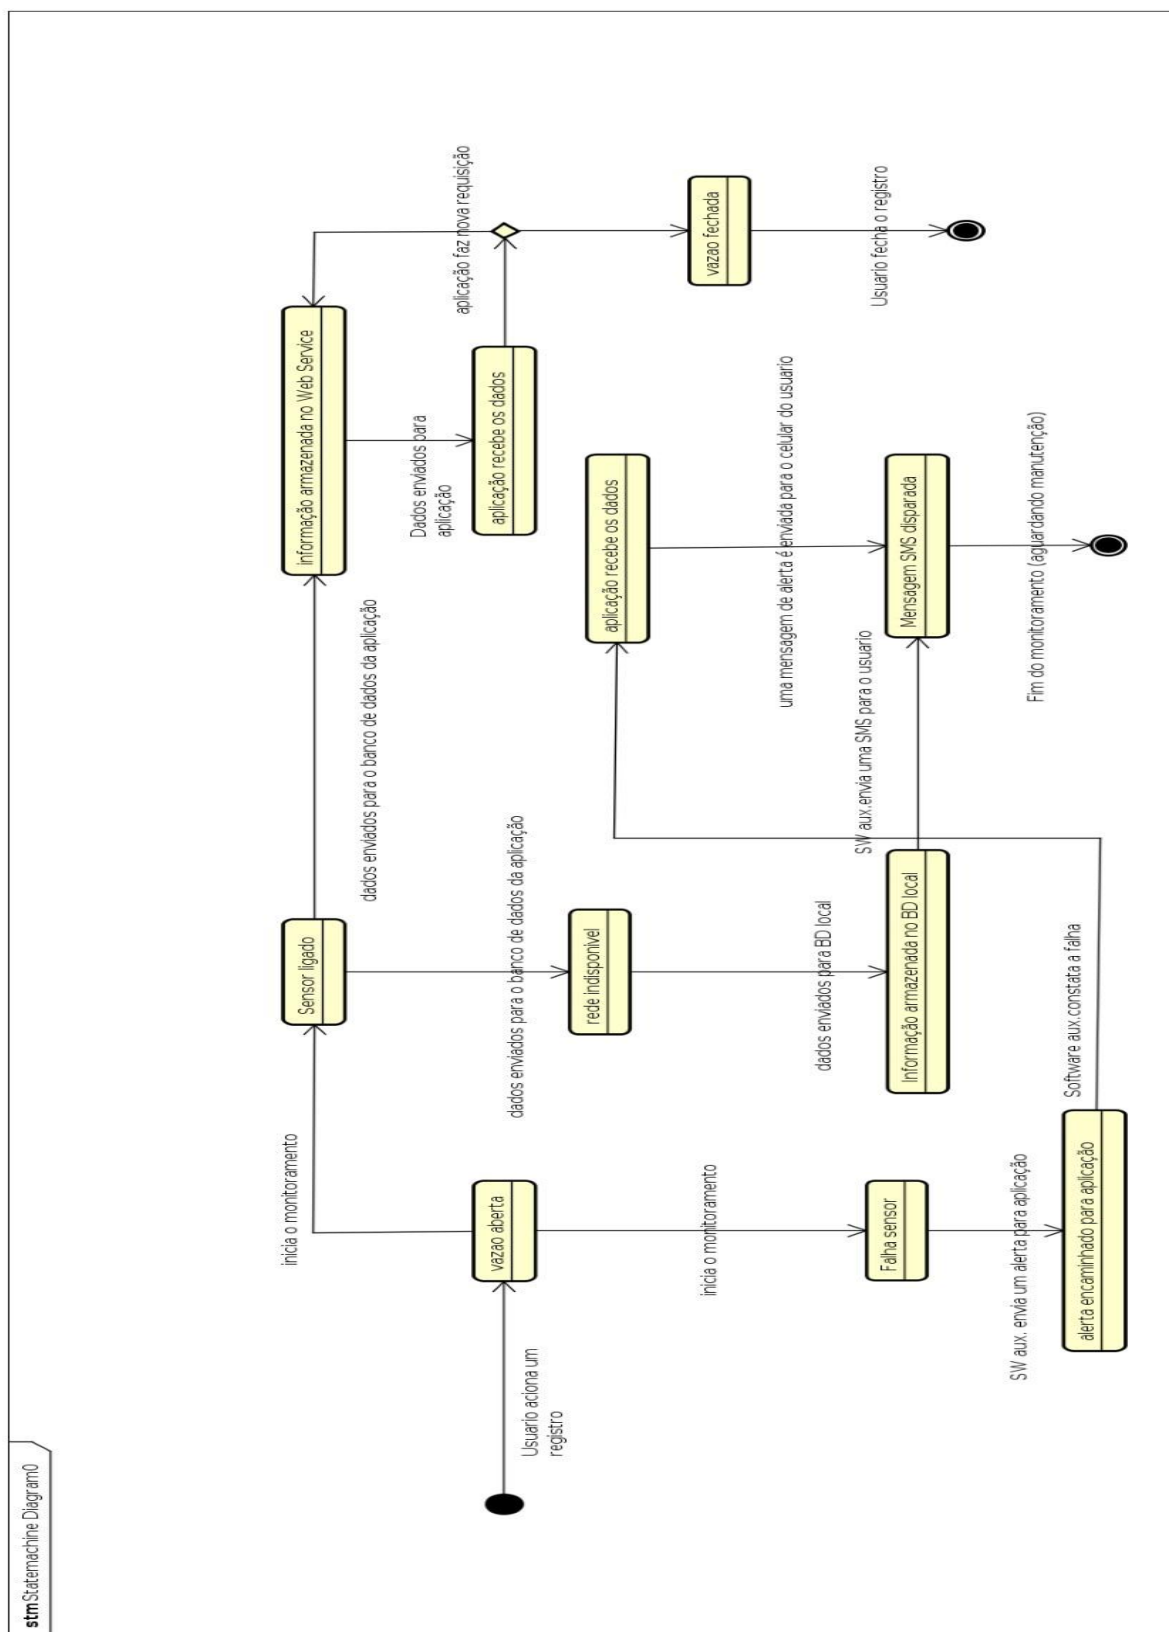 stm Statemachine Diagram0
Usuario aciona um
registro
vazao aberta
inicia o monitoramento
Sensor ligado
dados enviados para o banco de dados da aplicação
informação armazenada no Web Service
Dados enviados para
aplicação
aplicação recebe os dados
aplicação faz nova requisição
vazao fechada
Usuario fecha o registro
dados enviados para o banco de dados da aplicação
rede indisponivel
dados enviados para BD local
Informação armazenada no BD local
SW aux.envia uma SMS para o usuario
aplicação recebe os dados
uma mensagem de alerta é enviada para o celular do usuario
Mensagem SMS disparada
Fim do monitoramento (aguardando manutenção)
inicia o monitoramento
Falha sensor
SW aux. envia um alerta para aplicação
alerta encaminhado para aplicação
Software aux.constata a falha